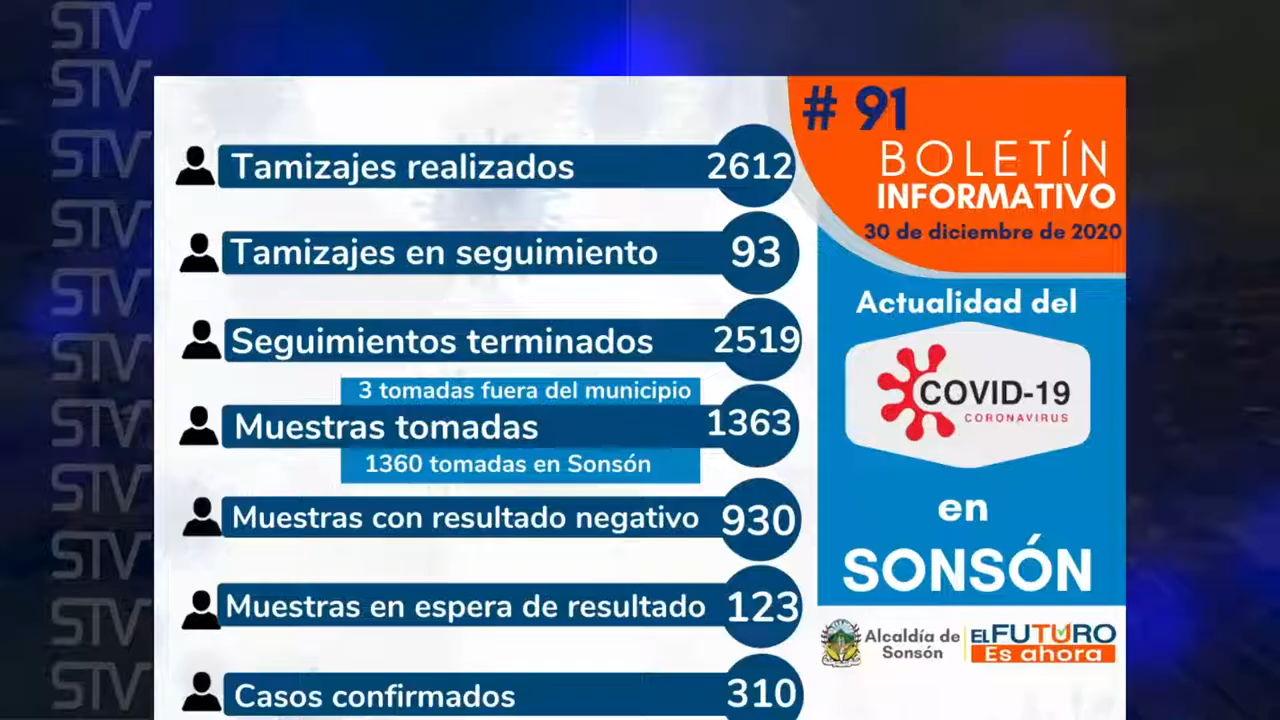 STV
STV
STV
STV
STV
STV
STV
STV
STV
STV
# 91
BOLETÍN
INFORMATIVO
30 de diciembre de 2020
Tamizajes realizados 2612
Tamizajes en seguimiento 93
Seguimientos terminados 2519
3 tomadas fuera del municipio
Muestras tomadas 1363
1360 tomadas en Sonsón
Muestras con resultado negativo 930
Muestras en espera de resultado 123
Casos confirmados 310
Actualidad del
COVID-19
CORONAVIRUS
en
SONSÓN
Alcaldía de
Sonsón
EL FUTURO
Es ahora